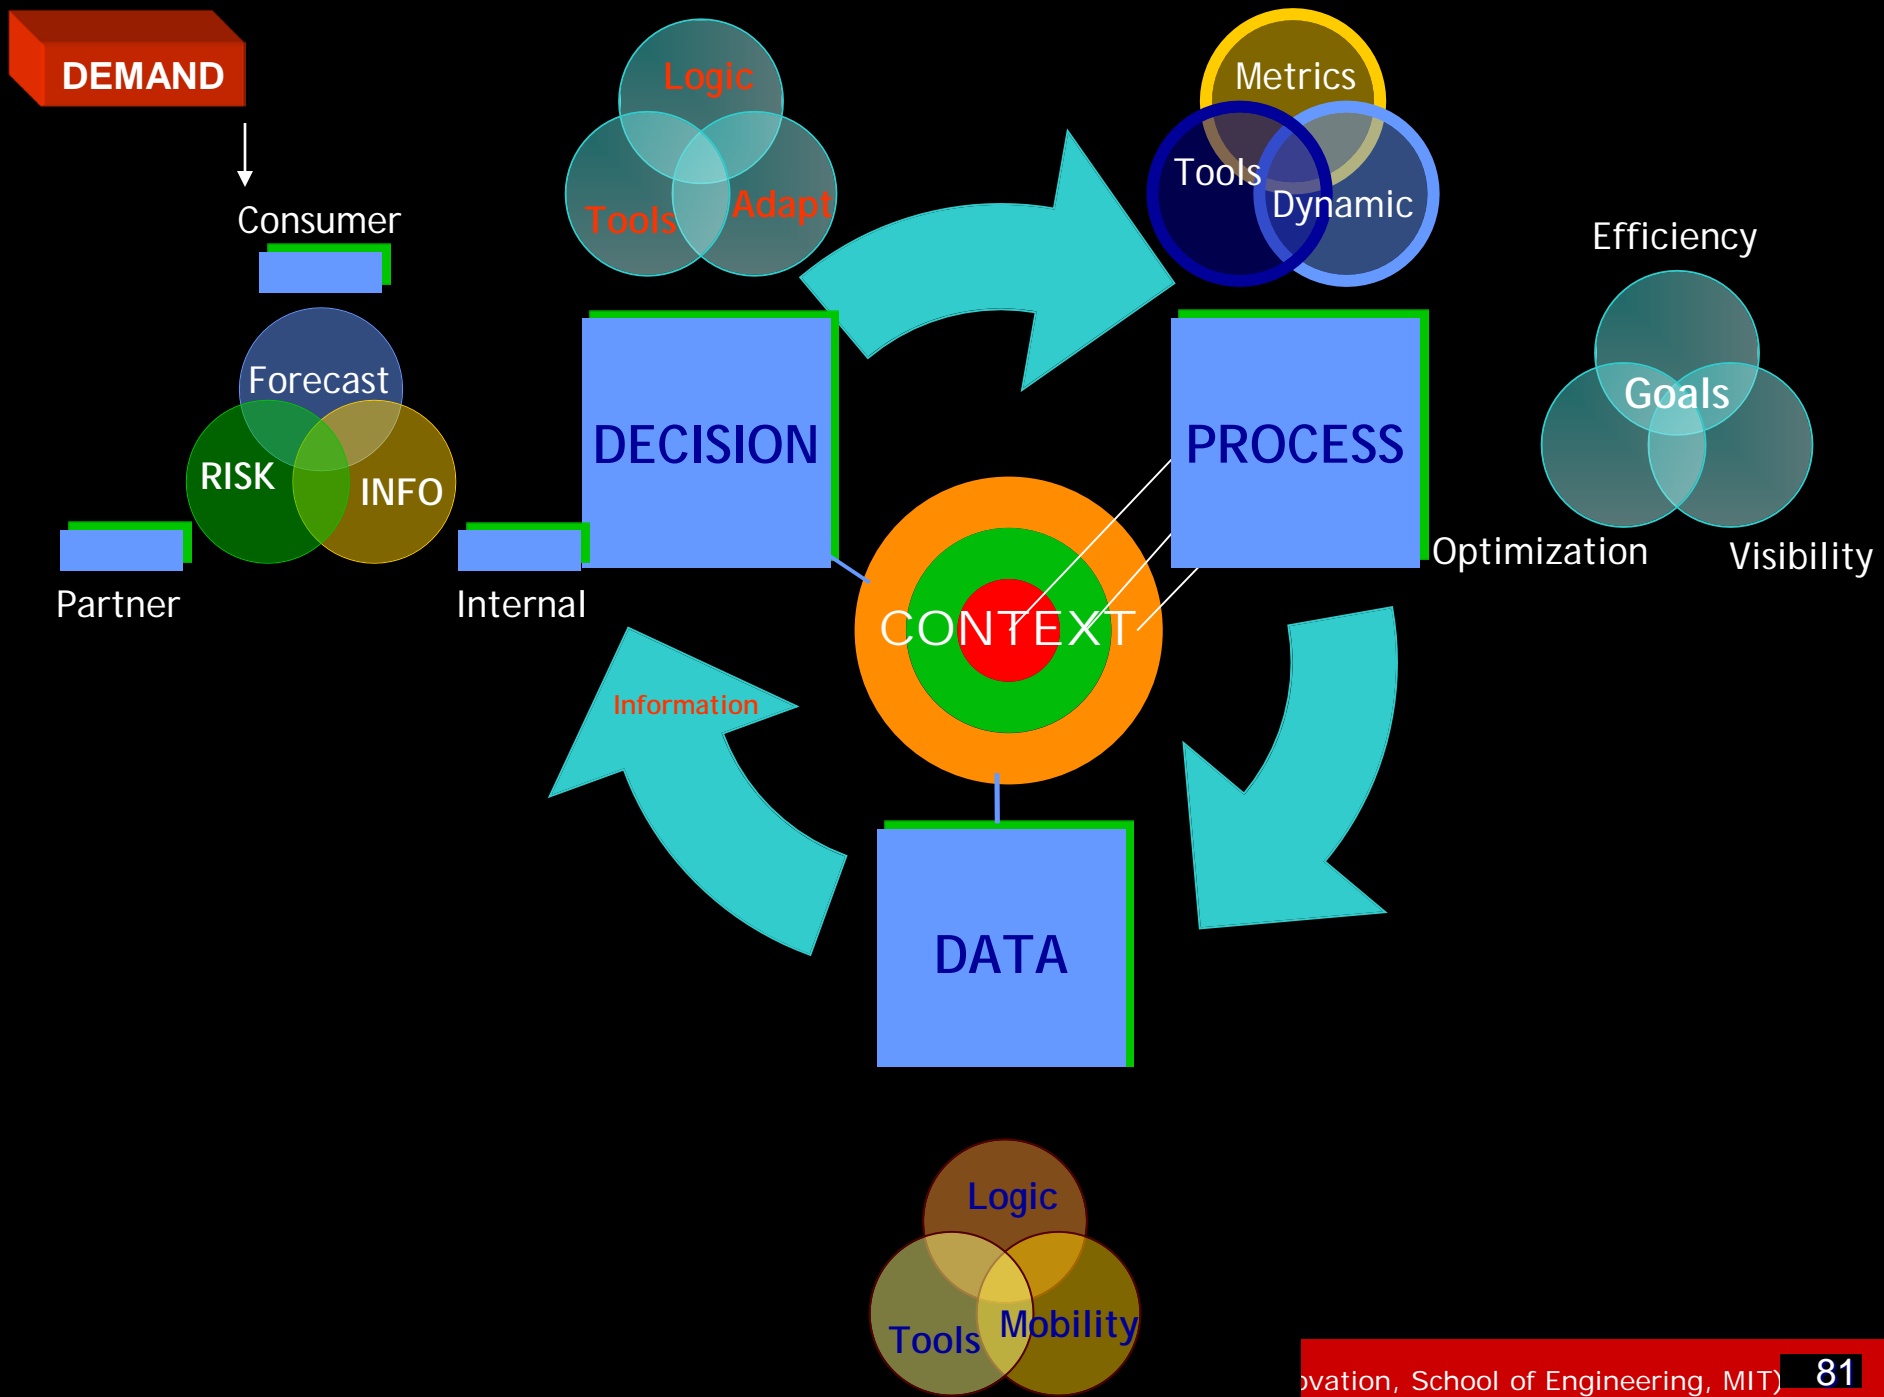 DEMAND
Consumer
Forecast
RISK
INFO
Partner
Internal
Logic
Tools
Adapt
DECISION
Metrics
Tools
Dynamic
PROCESS
Efficiency
Goals
Optimization
Visibility
CONTEXT
Information
DATA
Logic
Tools
Mobility
School of Engineering, MIT)
81